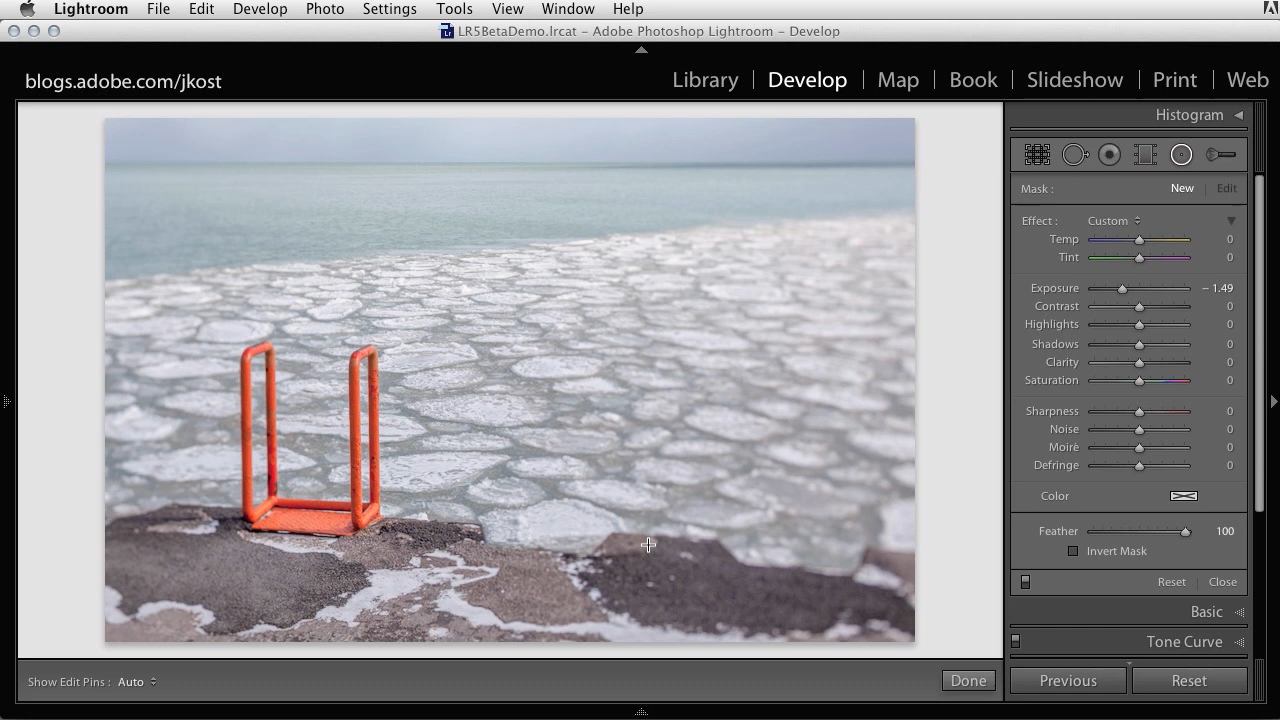 Lightroom File Edit Develop Photo Settings Tools View Window Help
LR5BetaDemo.lrcat – Adobe Photoshop Lightroom – Develop
blogs.adobe.com/jkost
Library | Develop | Map | Book | Slideshow | Print | Web
Histogram
Mask : New | Edit
Effect : Custom
Temp 0
Tint 0
Exposure – 1.49
Contrast 0
Highlights 0
Shadows 0
Clarity 0
Saturation 0
Sharpness 0
Noise 0
Moiré 0
Defringe 0
Color
Feather 100
Invert Mask
Reset | Close
Basic
Tone Curve
Show Edit Pins : Auto
Done
Previous Reset